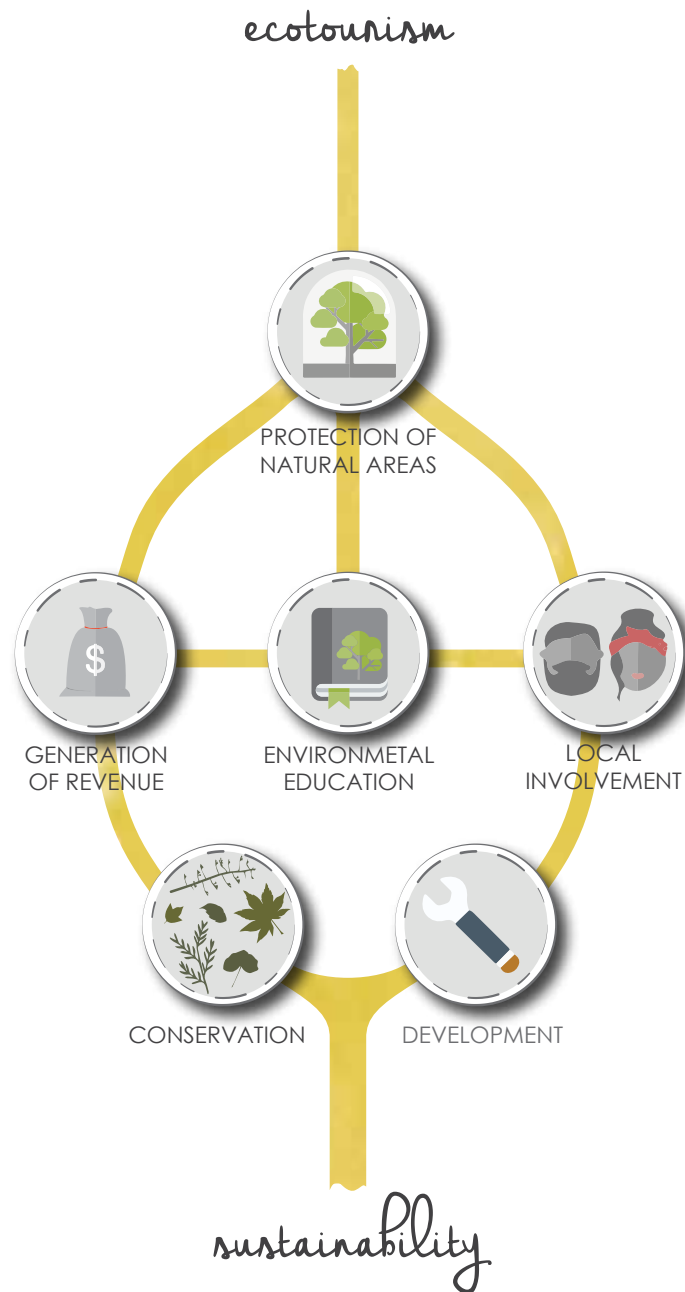 ecotourism
PROTECTION OF
NATURAL AREAS
$
GENERATION
OF REVENUE
ENVIRONMETAL
EDUCATION
LOCAL
INVOLVEMENT
CONSERVATION
DEVELOPMENT
sustainability